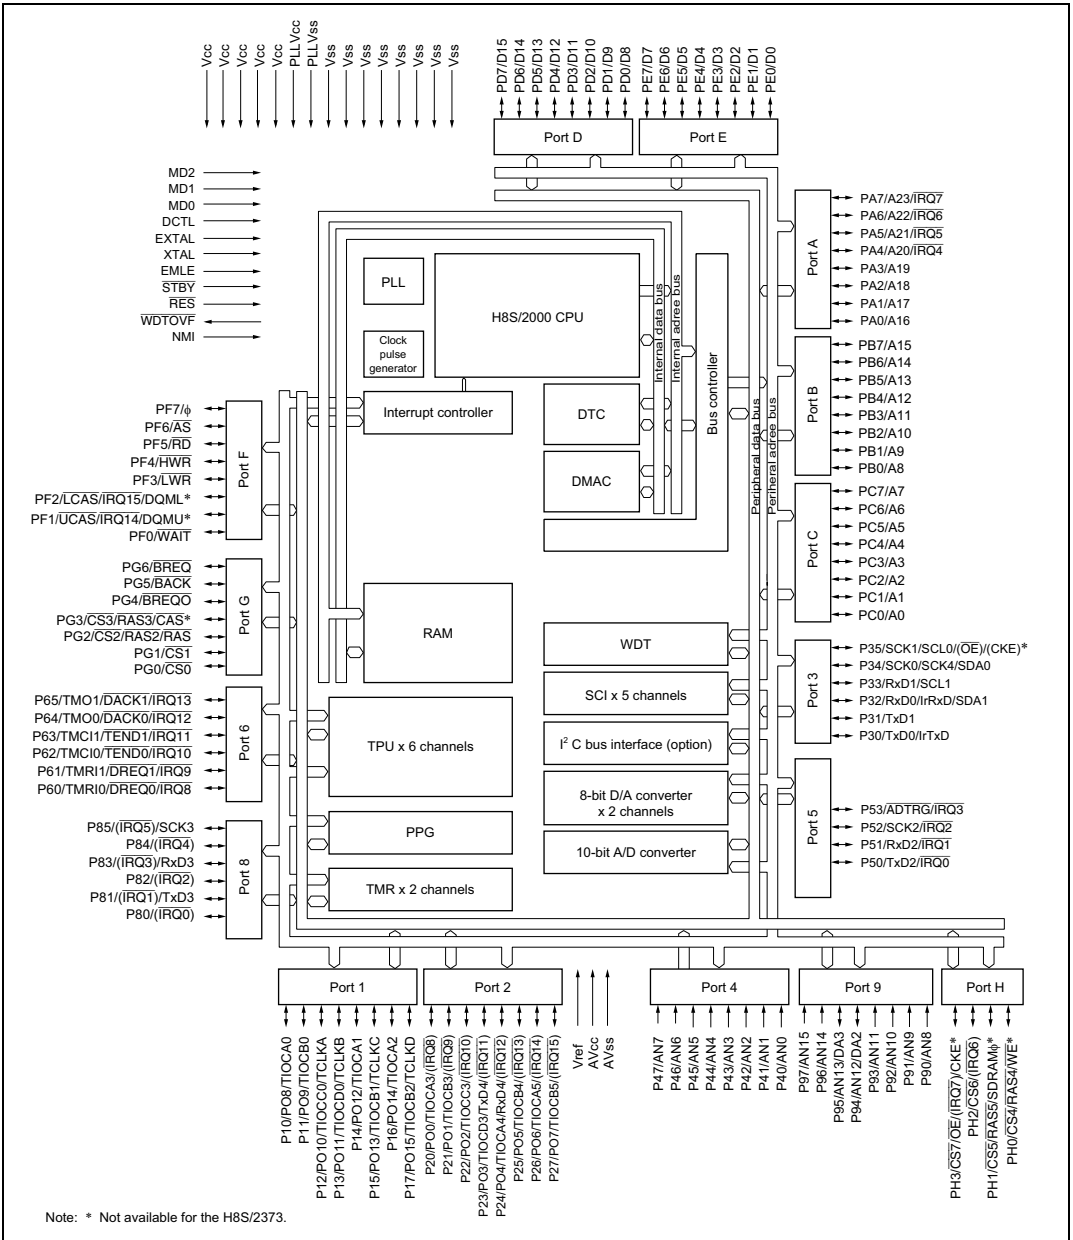 Vcc
Vcc
Vcc
Vcc
Vcc
PLLVcc
PLLVss
Vss
Vss
Vss
Vss
Vss
Vss
Vss
Vss
PD7/D15
PD6/D14
PD5/D13
PD4/D12
PD3/D11
PD2/D10
PD1/D9
PD0/D8
PE7/D7
PE6/D6
PE5/D5
PE4/D4
PE3/D3
PE2/D2
PE1/D1
PE0/D0
Port D
Port E
MD2
MD1
MD0
DCTL
EXTAL
XTAL
EMLE
STBY
RES
WDTOVF
NMI
PLL
H8S/2000 CPU
Clock
pulse
generator
Interrupt controller
DTC
DMAC
Internal data bus
Internal adree bus
Bus controller
Peripheral data bus
Periheral adree bus
Port A
PA7/A23/IRQ7
PA6/A22/IRQ6
PA5/A21/IRQ5
PA4/A20/IRQ4
PA3/A19
PA2/A18
PA1/A17
PA0/A16
Port B
PB7/A15
PB6/A14
PB5/A13
PB4/A12
PB3/A11
PB2/A10
PB1/A9
PB0/A8
Port C
PC7/A7
PC6/A6
PC5/A5
PC4/A4
PC3/A3
PC2/A2
PC1/A1
PC0/A0
PF7/ϕ
PF6/AS
PF5/RD
PF4/HWR
PF3/LWR
PF2/LCAS/IRQ15/DQML*
PF1/UCAS/IRQ14/DQMU*
PF0/WAIT
Port F
PG6/BREQ
PG5/BACK
PG4/BREQO
PG3/CS3/RAS3/CAS*
PG2/CS2/RAS2/RAS
PG1/CS1
PG0/CS0
Port G
RAM
WDT
SCI x 5 channels
I² C bus interface (option)
8-bit D/A converter
x 2 channels
10-bit A/D converter
Port 3
P35/SCK1/SCL0/(OE)/(CKE)*
P34/SCK0/SCK4/SDA0
P33/RxD1/SCL1
P32/RxD0/IrRxD/SDA1
P31/TxD1
P30/TxD0/IrTxD
P65/TMO1/DACK1/IRQ13
P64/TMO0/DACK0/IRQ12
P63/TMCI1/TEND1/IRQ11
P62/TMCI0/TEND0/IRQ10
P61/TMRI1/DREQ1/IRQ9
P60/TMRI0/DREQ0/IRQ8
Port 6
TPU x 6 channels
PPG
TMR x 2 channels
Port 5
P53/ADTRG/IRQ3
P52/SCK2/IRQ2
P51/RxD2/IRQ1
P50/TxD2/IRQ0
P85/(IRQ5)/SCK3
P84/(IRQ4)
P83/(IRQ3)/RxD3
P82/(IRQ2)
P81/(IRQ1)/TxD3
P80/(IRQ0)
Port 8
Port 1
Port 2
Port 4
Port 9
Port H
P10/PO8/TIOCA0
P11/PO9/TIOCB0
P12/PO10/TIOCC0/TCLKA
P13/PO11/TIOCD0/TCLKB
P14/PO12/TIOCA1
P15/PO13/TIOCB1/TCLKC
P16/PO14/TIOCA2
P17/PO15/TIOCB2/TCLKD
P20/PO0/TIOCA3/(IRQ8)
P21/PO1/TIOCB3/(IRQ9)
P22/PO2/TIOCC3/(IRQ10)
P23/PO3/TIOCD3/TxD4/(IRQ11)
P24/PO4/TIOCA4/RxD4/(IRQ12)
P25/PO5/TIOCB4/(IRQ13)
P26/PO6/TIOCA5/(IRQ14)
P27/PO7/TIOCB5/(IRQ15)
Vref
AVcc
AVss
P47/AN7
P46/AN6
P45/AN5
P44/AN4
P43/AN3
P42/AN2
P41/AN1
P40/AN0
P97/AN15
P96/AN14
P95/AN13/DA3
P94/AN12/DA2
P93/AN11
P92/AN10
P91/AN9
P90/AN8
PH3/CS7/OE/(IRQ7)/CKE*
PH2/CS6/(IRQ6)
PH1/CS5/RAS5/SDRAMϕ*
PH0/CS4/RAS4/WE*
Note: * Not available for the H8S/2373.